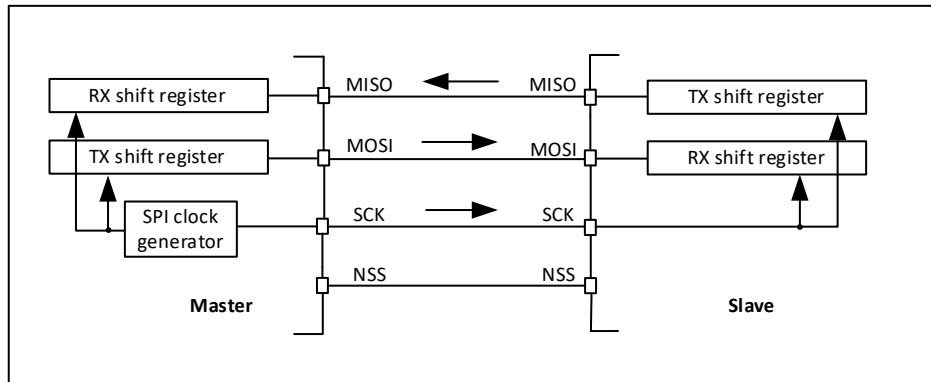 RX shift register
MISO
MISO
TX shift register
TX shift register
MOSI
MOSI
RX shift register
SPI clock
generator
SCK
SCK
NSS
NSS
Master
Slave